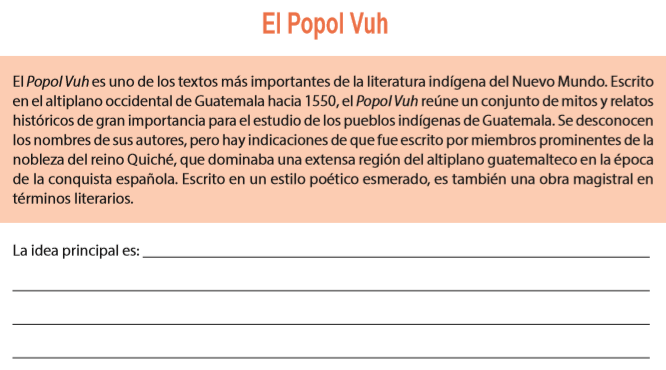 El Popol Vuh
El Popol Vuh es uno de los textos más importantes de la literatura indígena del Nuevo Mundo. Escrito
en el altiplano occidental de Guatemala hacia 1550, el Popol Vuh reúne un conjunto de mitos y relatos
históricos de gran importancia para el estudio de los pueblos indígenas de Guatemala. Se desconocen
los nombres de sus autores, pero hay indicaciones de que fue escrito por miembros prominentes de la
nobleza del reino Quiché, que dominaba una extensa región del altiplano guatemalteco en la época
de la conquista española. Escrito en un estilo poético esmerado, es también una obra magistral en
términos literarios.
La idea principal es: